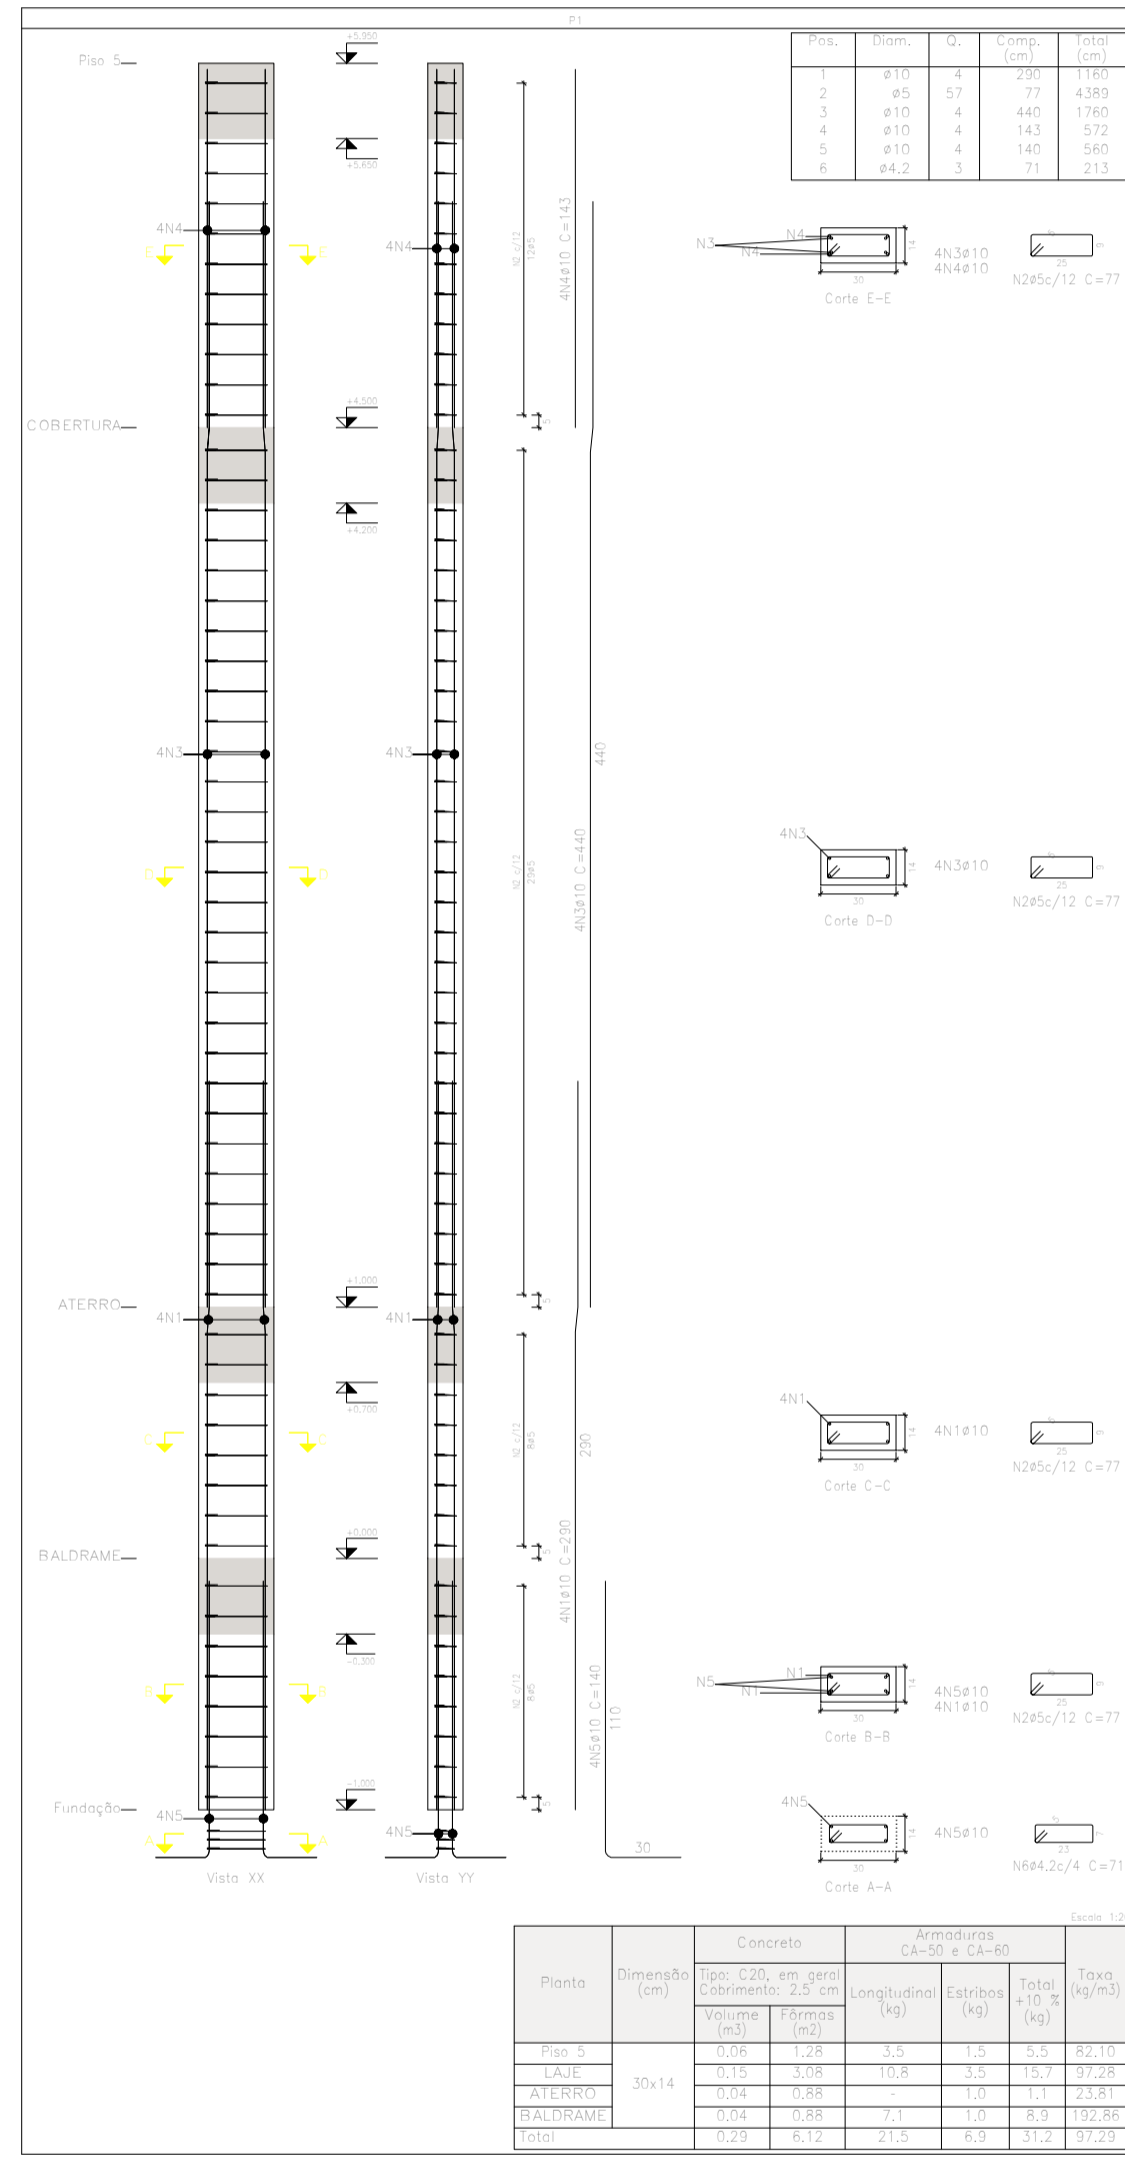 P1
Pos. Diam. Q. Comp. (cm) Total (cm)
1 ø10 4 290 1160
2 ø5 57 77 4389
3 ø10 4 440 1760
4 ø10 4 143 572
5 ø10 4 140 560
6 ø4.2 3 71 213
Piso 5
+5.950
+5.650
4N4
4N4
E E
N2 c/12
12ø5
4N4ø10 C=143
N3
N4
N4
14
30
4N3ø10
4N4ø10
Corte E-E
25
9
N2ø5c/12 C=77
COBERTURA
+4.500
5
+4.200
4N3
4N3
D D
N2 c/12
29ø5
4N3ø10 C=440
440
4N3
14
30
4N3ø10
Corte D-D
25
9
N2ø5c/12 C=77
ATERRO
+1.000
5
4N1
4N1
+0.700
C C
N2 c/12
8ø5
290
4N1ø10 C=290
4N1
14
30
4N1ø10
Corte C-C
25
9
N2ø5c/12 C=77
BALDRAME
+0.000
5
-0.300
B B
N2 c/12
8ø5
4N5ø10 C=140
110
N5
N1
N1
14
30
4N5ø10
4N1ø10
Corte B-B
25
9
N2ø5c/12 C=77
Fundação
-1.000
5
4N5
4N5
A A
30
Vista XX
Vista YY
4N5
14
30
4N5ø10
Corte A-A
23
7
N6ø4.2c/4 C=71
Escala
Planta
Dimensão (cm)
Concreto
Tipo: C20, em geral
Cobrimento: 2.5 cm
Volume (m3)
Fôrmas (m2)
Armaduras
CA-50 e CA-60
Longitudinal (kg)
Estribos (kg)
Total +10 % (kg)
Taxa (kg/m3)
Piso 5 0.06 1.28 3.5 1.5 5.5 82.10
LAJE 0.15 3.08 10.8 3.5 15.7 97.28
30x14
ATERRO 0.04 0.88 - 1.0 1.1 23.81
BALDRAME 0.04 0.88 7.1 1.0 8.9 192.86
Total 0.29 6.12 21.5 6.9 31.2 97.29